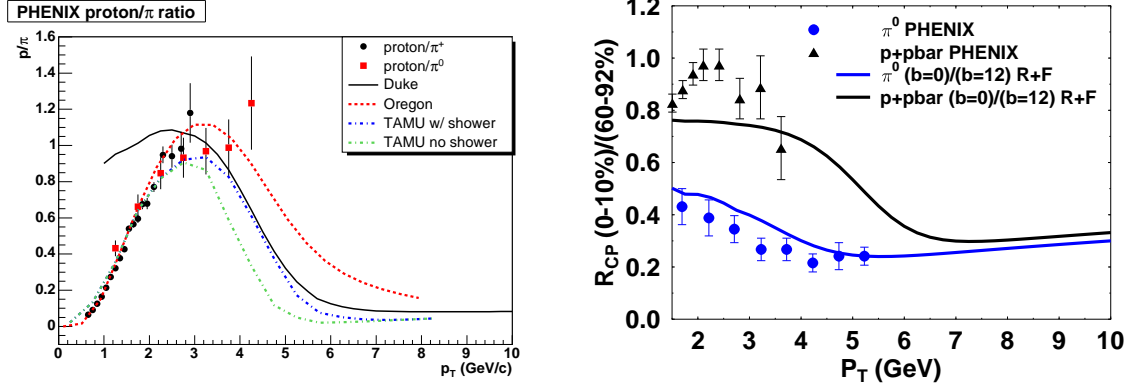 PHENIX proton/π ratio
p/π
1.6
1.4
1.2
1
0.8
0.6
0.4
0.2
0
0 1 2 3 4 5 6 7 8 9 10
p_T (GeV/c)
proton/π⁺
proton/π⁰
Duke
Oregon
TAMU w/ shower
TAMU no shower
R_CP (0-10%)/(60-92%)
1.2
1.0
0.8
0.6
0.4
0.2
0.0
2 3 4 5 6 7 8 9 10
P_T (GeV)
π⁰ PHENIX
p+pbar PHENIX
π⁰ (b=0)/(b=12) R+F
p+pbar (b=0)/(b=12) R+F